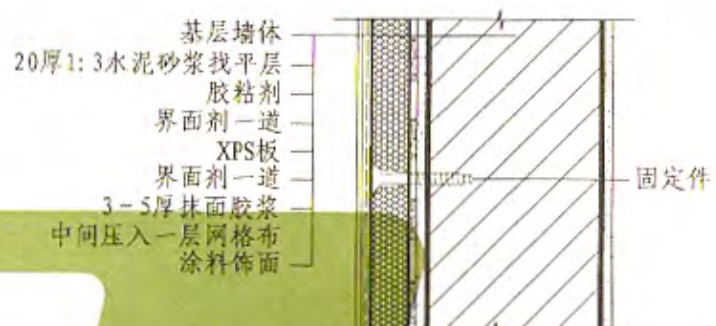 基层墙体
20厚1:3水泥砂浆找平层
胶粘剂
界面剂一道
XPS板
界面剂一道
固定件
3-5厚抹面胶浆
中间压入一层网格布
涂料饰面